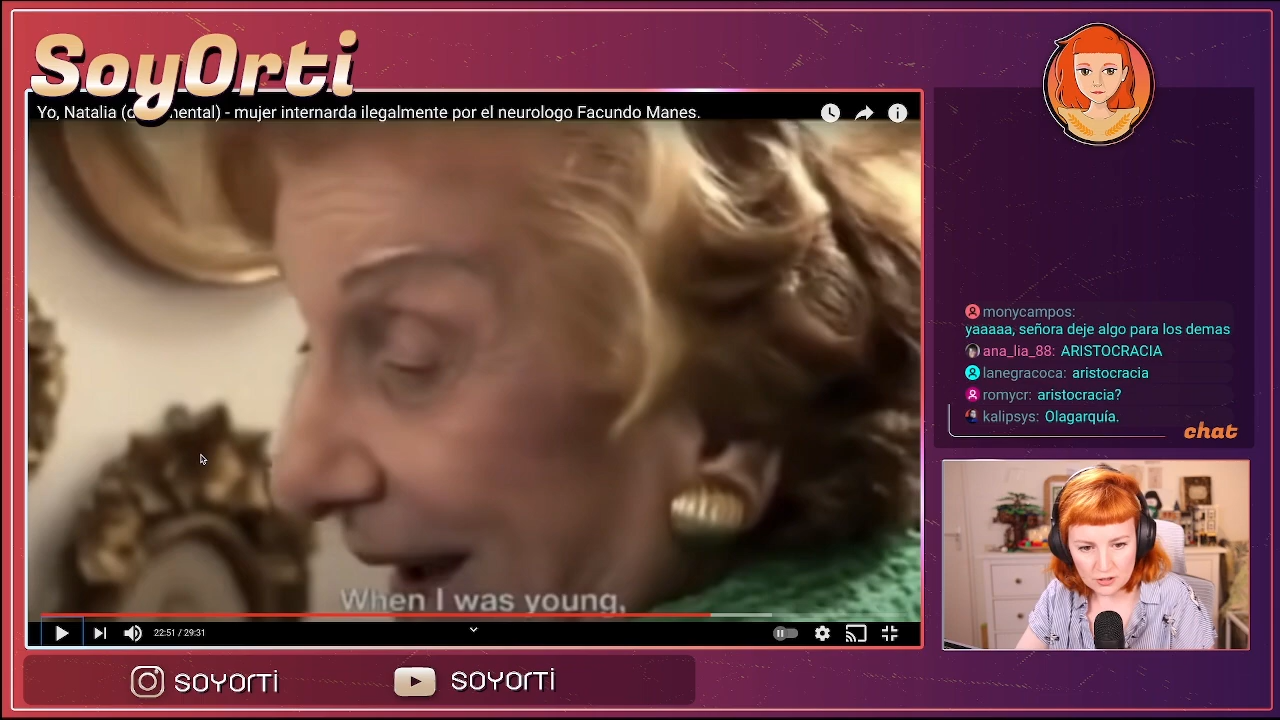 SoyOrti
Yo, Natalia (d mental) - mujer internarda ilegalmente por el neurologo Facundo Manes.
monycampos:
yaaaaa, señora deje algo para los demas
ana_lia_88: ARISTOCRACIA
lanegracoca: aristocracia
romycr: aristocracia?
kalipsys: Olagarquía.
chat
When I was young,
22:51 / 29:31
SOYORTI
SOYORTI